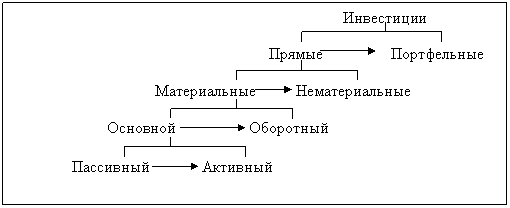 Инвестиции
Прямые Портфельные
Материальные Нематериальные
Основной Оборотный
Пассивный Активный